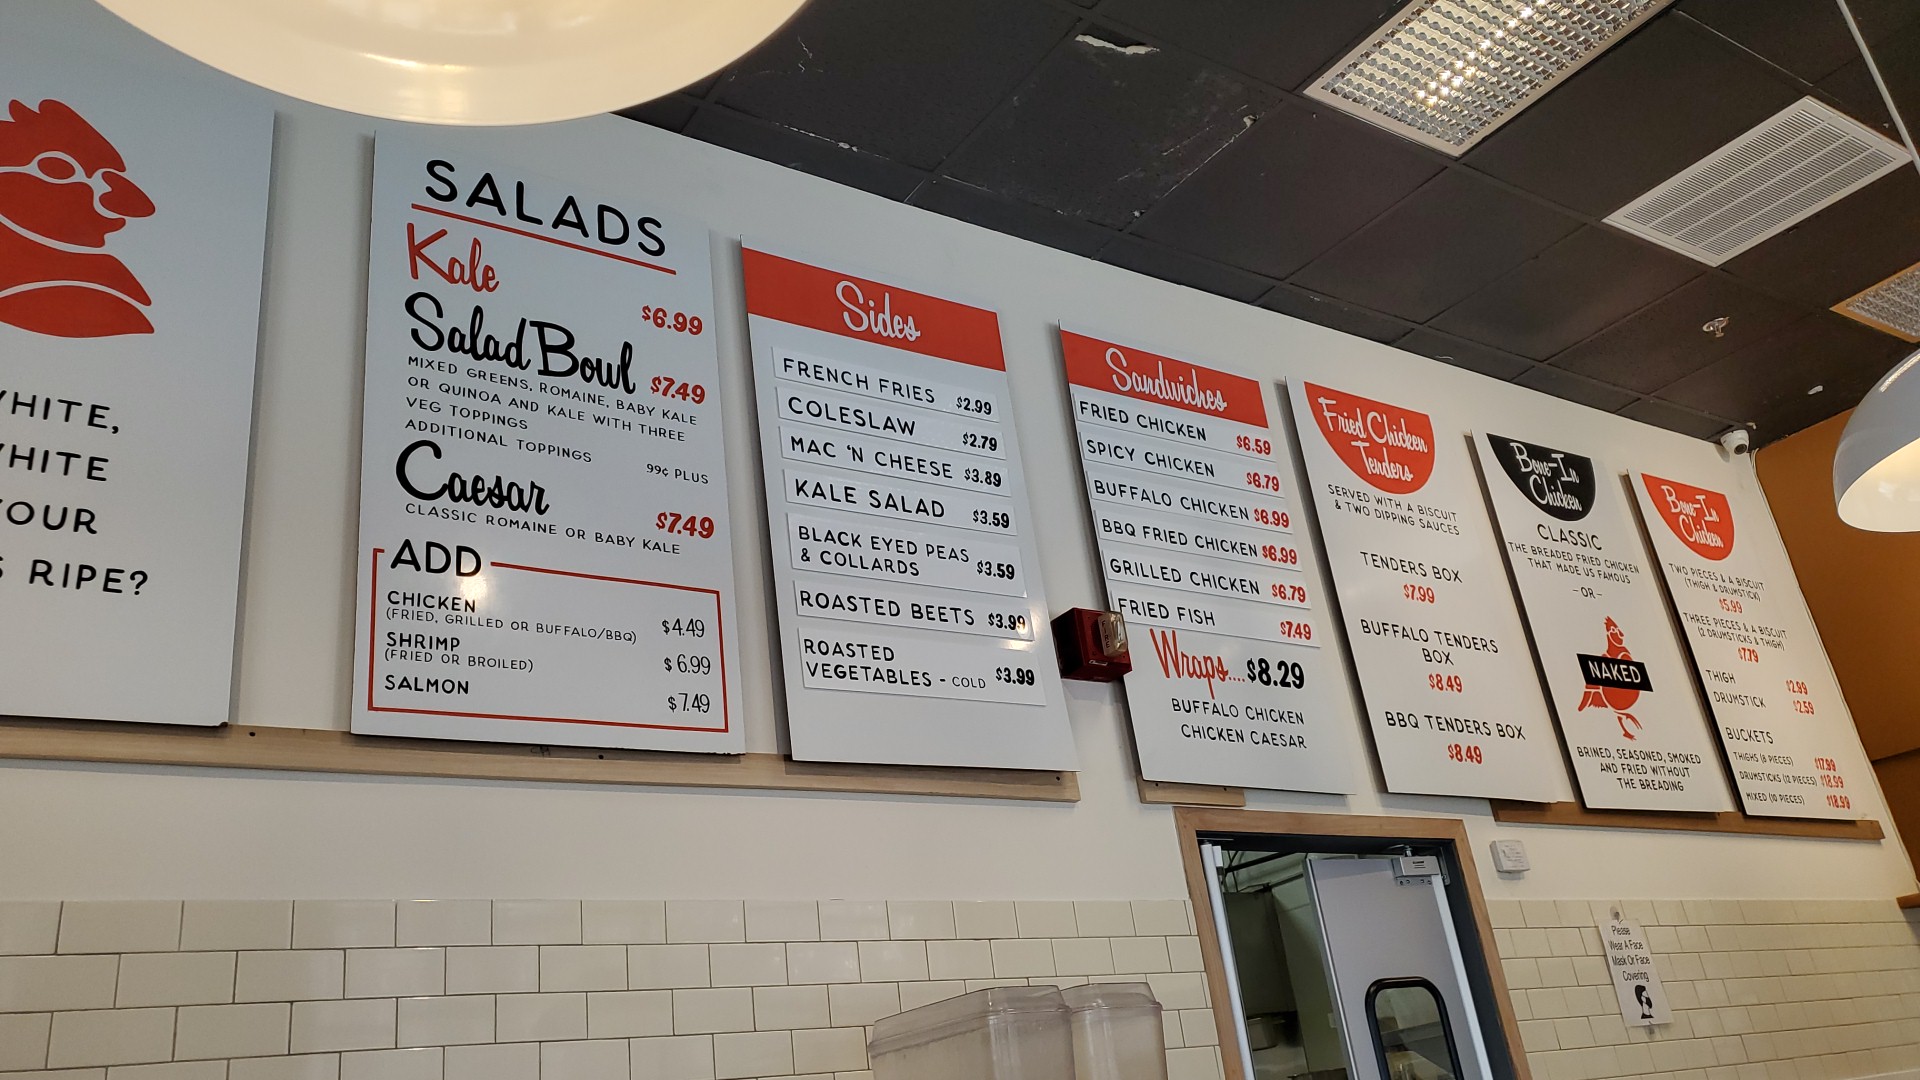 WHITE,
WHITE
YOUR
S RIPE?
SALADS
Kale $6.99
Salad Bowl $7.49
MIXED GREENS, ROMAINE, BABY KALE
OR QUINOA AND KALE WITH THREE
VEG TOPPINGS
ADDITIONAL TOPPINGS 99¢ PLUS
Caesar $7.49
CLASSIC ROMAINE OR BABY KALE
ADD
CHICKEN
(FRIED, GRILLED OR BUFFALO/BBQ) $4.49
SHRIMP
(FRIED OR BROILED) $6.99
SALMON $7.49
Sides
FRENCH FRIES $2.99
COLESLAW $2.79
MAC 'N CHEESE $3.89
KALE SALAD $3.59
BLACK EYED PEAS
& COLLARDS $3.59
ROASTED BEETS $3.99
ROASTED
VEGETABLES - COLD $3.99
Sandwiches
FRIED CHICKEN $6.59
SPICY CHICKEN $6.79
BUFFALO CHICKEN $6.99
BBQ FRIED CHICKEN $6.99
GRILLED CHICKEN $6.79
FRIED FISH $7.49
Wraps....$8.29
BUFFALO CHICKEN
CHICKEN CAESAR
Fried Chicken
Tenders
SERVED WITH A BISCUIT
& TWO DIPPING SAUCES
TENDERS BOX
$7.99
BUFFALO TENDERS
BOX
$8.49
BBQ TENDERS BOX
$8.49
Bone-In
Chicken
CLASSIC
THE BREADED FRIED CHICKEN
THAT MADE US FAMOUS
-OR-
NAKED
BRINED, SEASONED, SMOKED
AND FRIED WITHOUT
THE BREADING
Bone-In
Chicken
TWO PIECES & A BISCUIT
(THIGH & DRUMSTICK)
$5.99
THREE PIECES & A BISCUIT
(2 DRUMSTICKS & THIGH)
$7.79
THIGH $2.99
DRUMSTICK $2.59
BUCKETS
THIGHS (8 PIECES) $17.99
DRUMSTICKS (12 PIECES) $18.99
MIXED (10 PIECES) $18.99
Please
Wear A Face
Mask Or Face
Covering